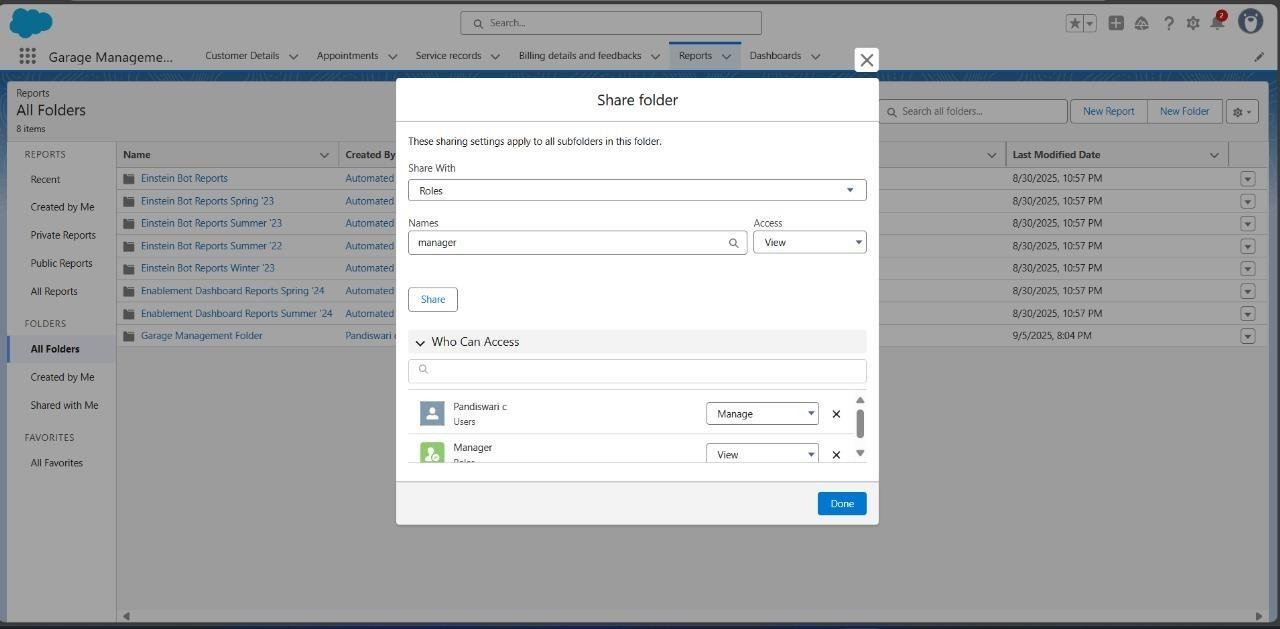 Search...
2
Garage Manageme...
Customer Details
Appointments
Service records
Billing details and feedbacks
Reports
Dashboards
Reports
All Folders
8 items
Search all folders...
New Report
New Folder
REPORTS
Recent
Created by Me
Private Reports
Public Reports
All Reports
FOLDERS
All Folders
Created by Me
Shared with Me
FAVORITES
All Favorites
Name Created By Last Modified Date
Einstein Bot Reports Automated 8/30/2025, 10:57 PM
Einstein Bot Reports Spring '23 Automated 8/30/2025, 10:57 PM
Einstein Bot Reports Summer '23 Automated 8/30/2025, 10:57 PM
Einstein Bot Reports Summer '22 Automated 8/30/2025, 10:57 PM
Einstein Bot Reports Winter '23 Automated 8/30/2025, 10:57 PM
Enablement Dashboard Reports Spring '24 Automated 8/30/2025, 10:57 PM
Enablement Dashboard Reports Summer '24 Automated 8/30/2025, 10:57 PM
Garage Management Folder Pandiswari c 9/5/2025, 8:04 PM
Share folder
These sharing settings apply to all subfolders in this folder.
Share With
Roles
Names Access
manager View
Share
Who Can Access
Pandiswari c
Users
Manage
Manager
Roles
View
Done